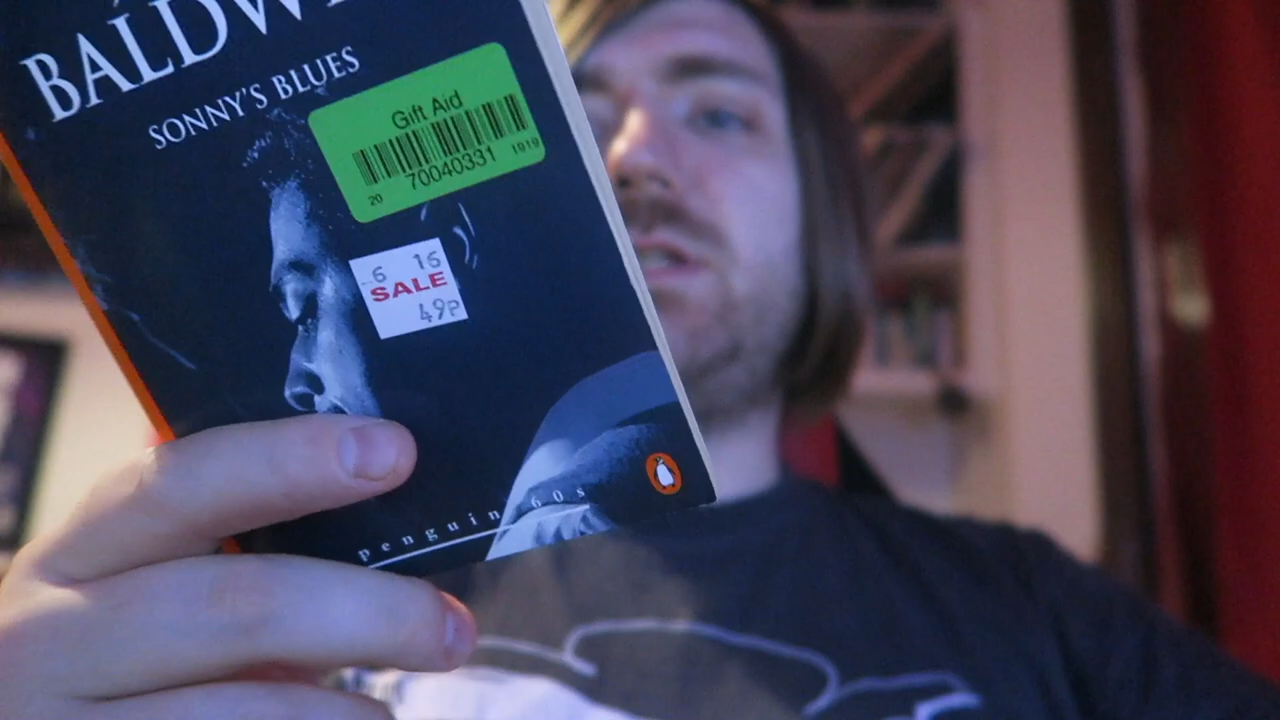 BALDW
SONNY'S BLUES
Gift Aid
20 70040331 1919
6 16
SALE
49P
penguin 60s